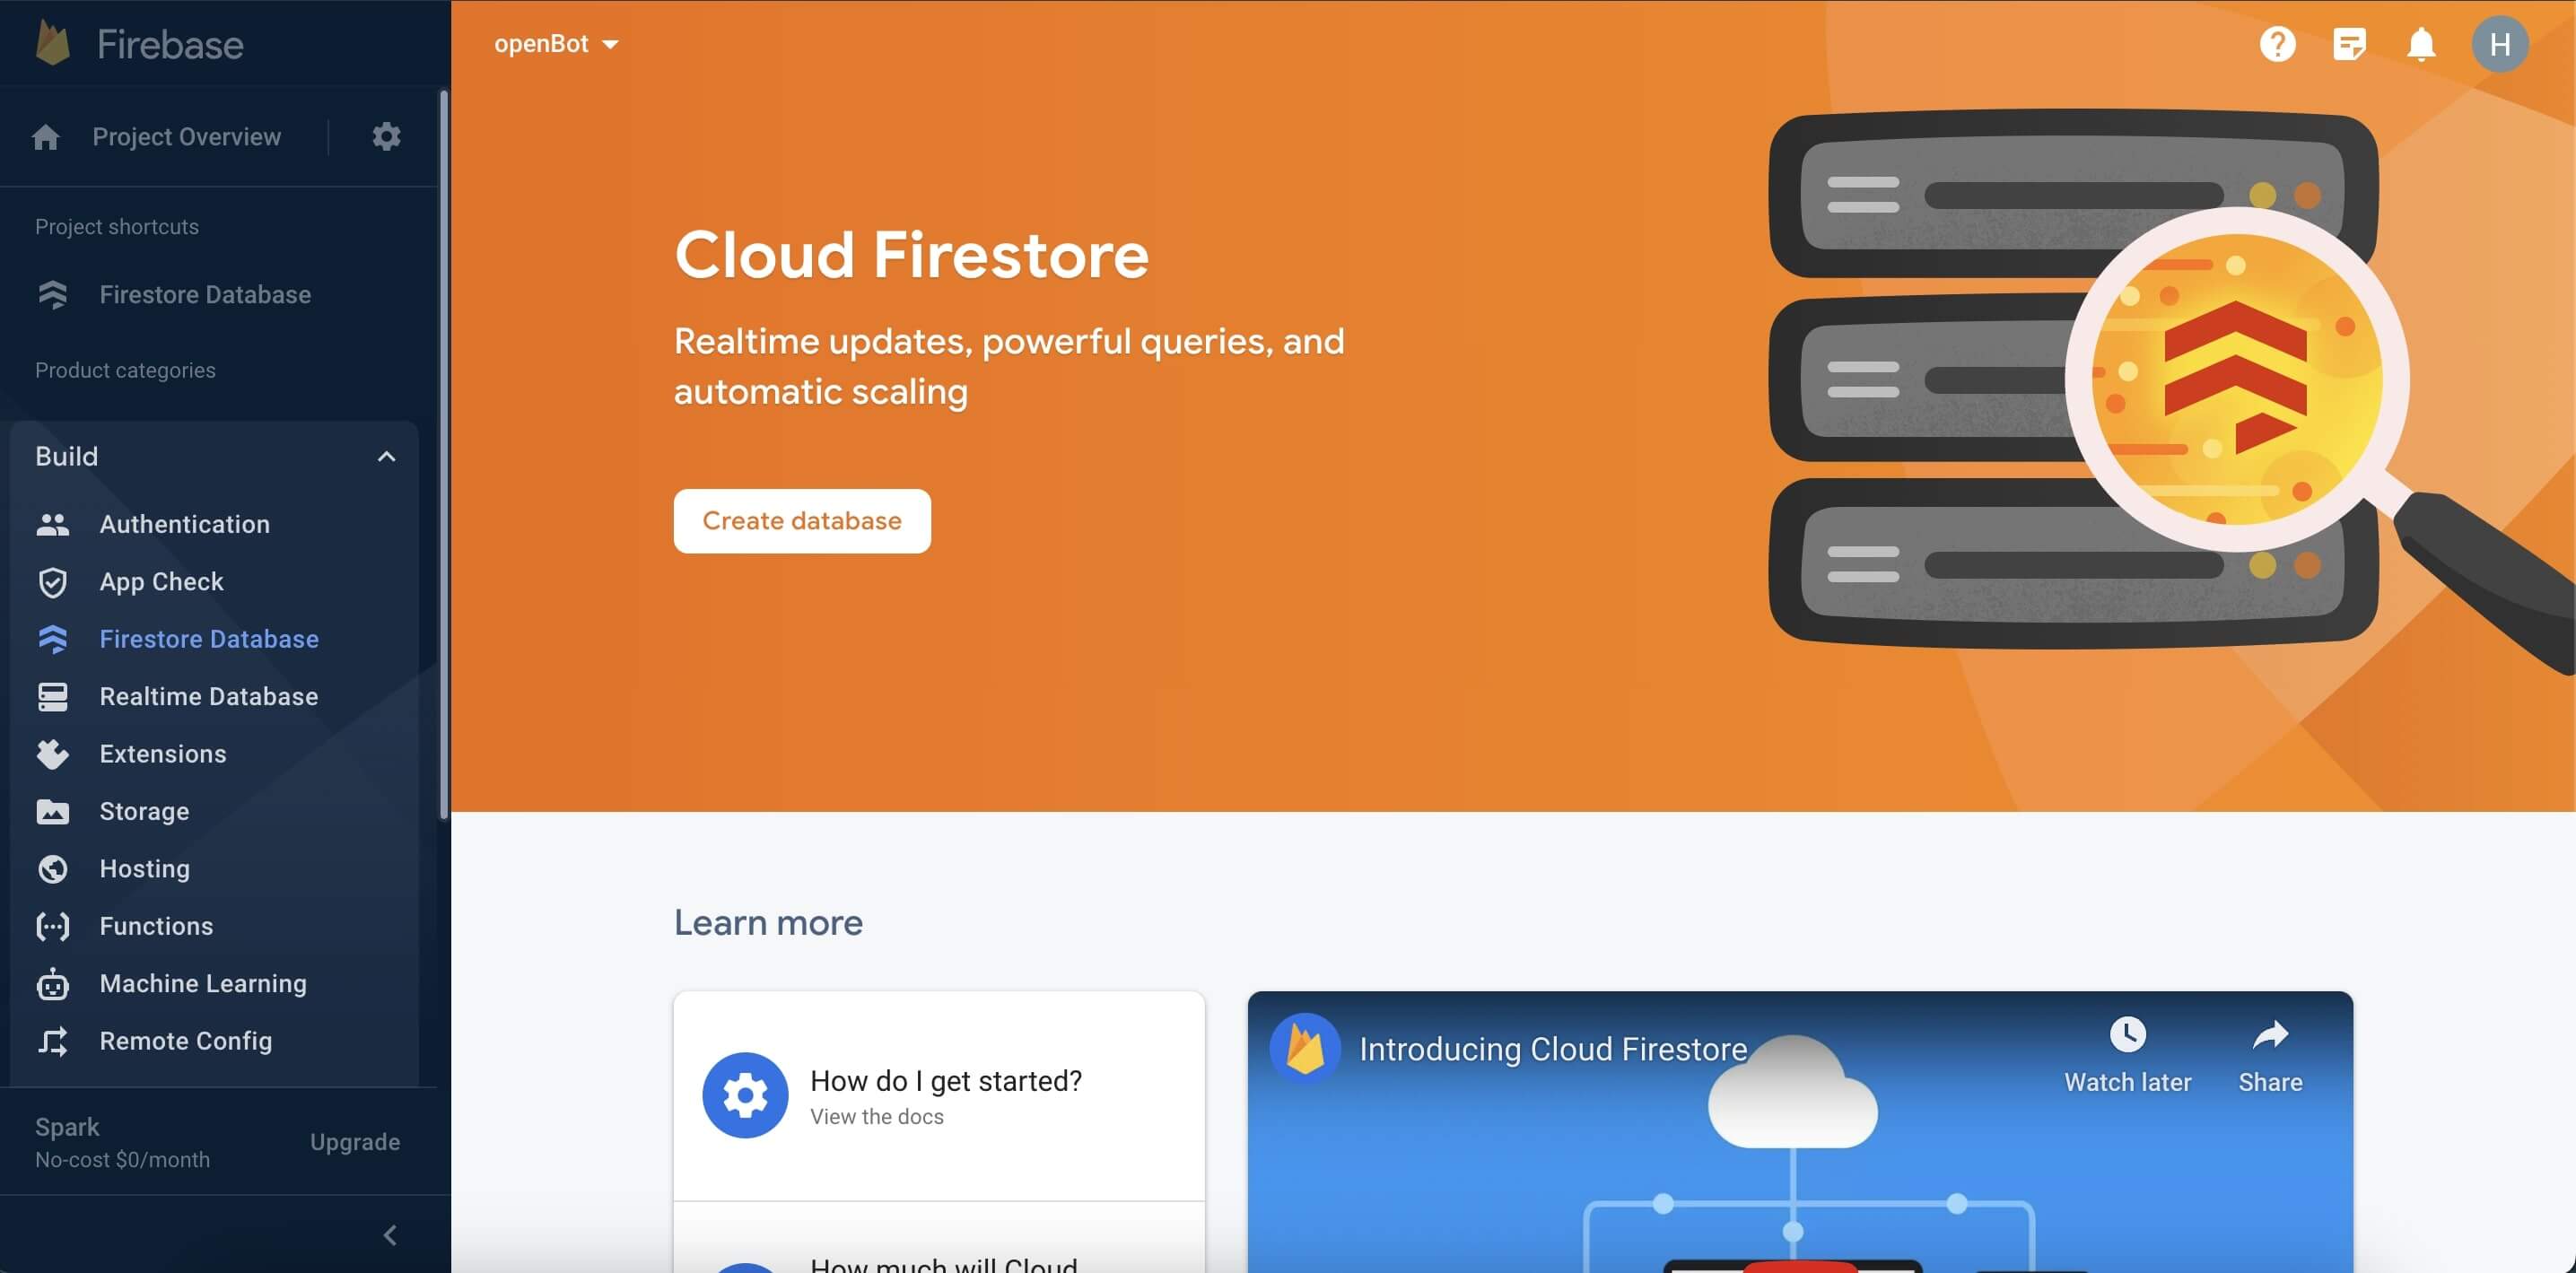 Firebase
Project Overview
Project shortcuts
Firestore Database
Product categories
Build
Authentication
App Check
Firestore Database
Realtime Database
Extensions
Storage
Hosting
Functions
Machine Learning
Remote Config
Spark
No-cost $0/month
Upgrade
openBot
H
Cloud Firestore
Realtime updates, powerful queries, and
automatic scaling
Create database
Learn more
How do I get started?
View the docs
How much will Cloud
Introducing Cloud Firestore
Watch later
Share